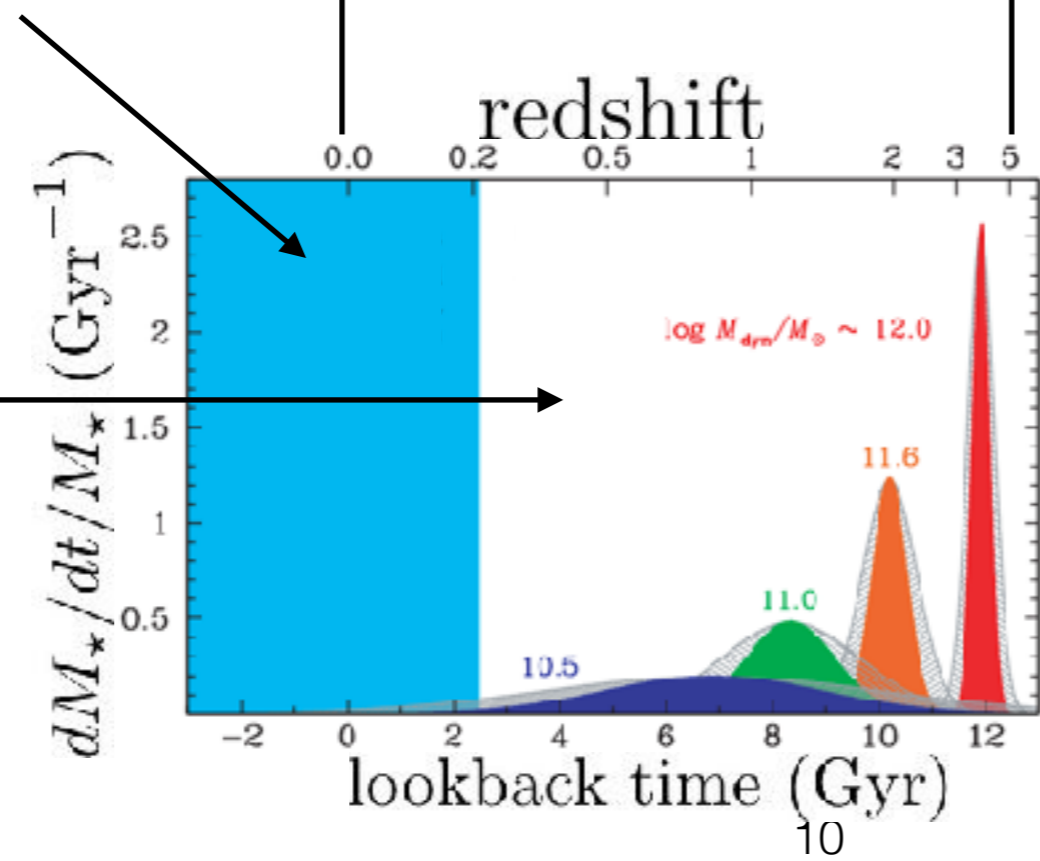 redshift
0.0 0.2 0.5 1 2 3 5
dM★/dt/M★ (Gyr⁻¹)
2.5
2
1.5
1
0.5
log M_dyn/M_⊙ ~ 12.0
11.6
11.0
10.5
−2 0 2 4 6 8 10 12
lookback time (Gyr)
10